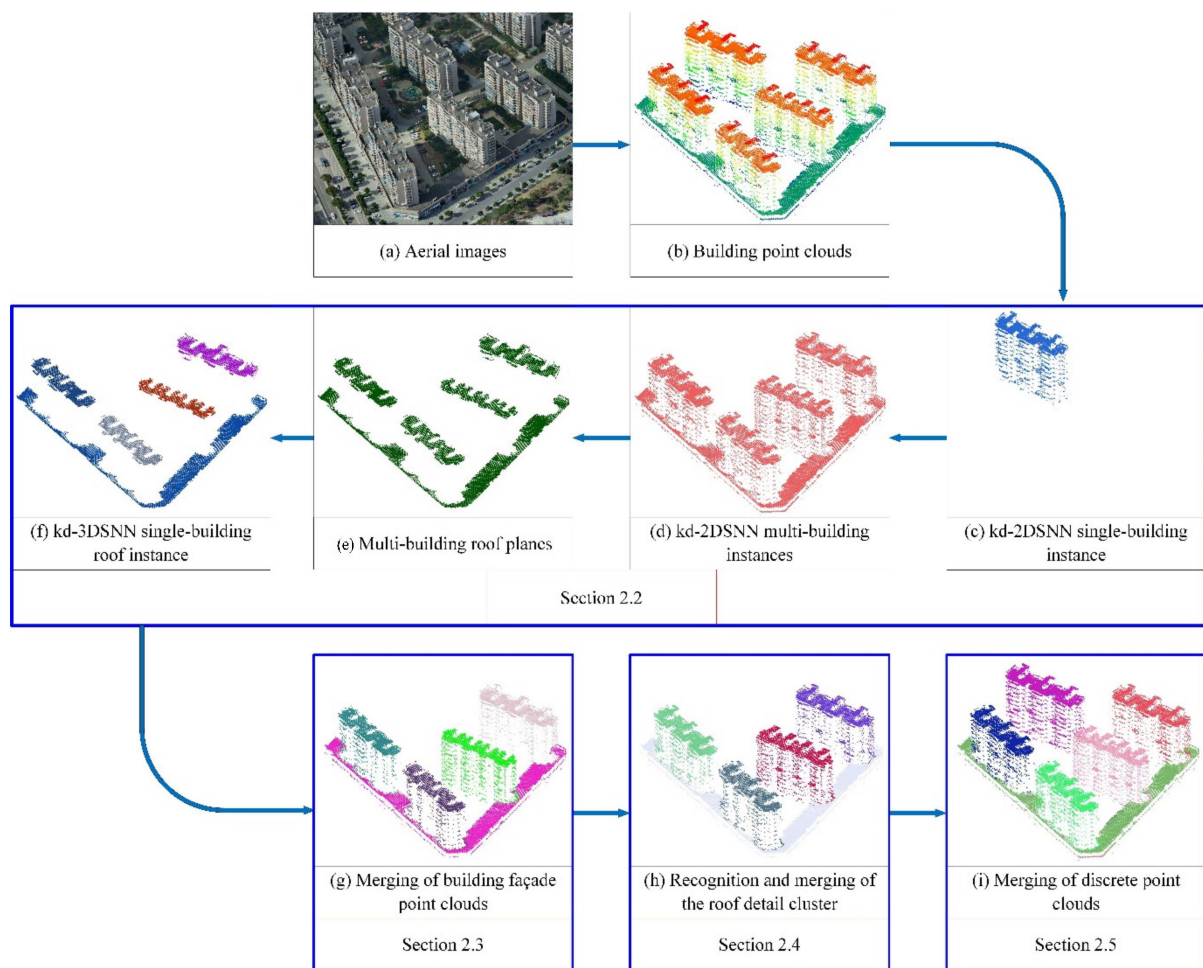 (a) Aerial images
(b) Building point clouds
(f) kd-3DSNN single-building
roof instance
(e) Multi-building roof planes
(d) kd-2DSNN multi-building
instances
(c) kd-2DSNN single-building
instance
Section 2.2
(g) Merging of building façade
point clouds
(h) Recognition and merging of
the roof detail cluster
(i) Merging of discrete point
clouds
Section 2.3
Section 2.4
Section 2.5